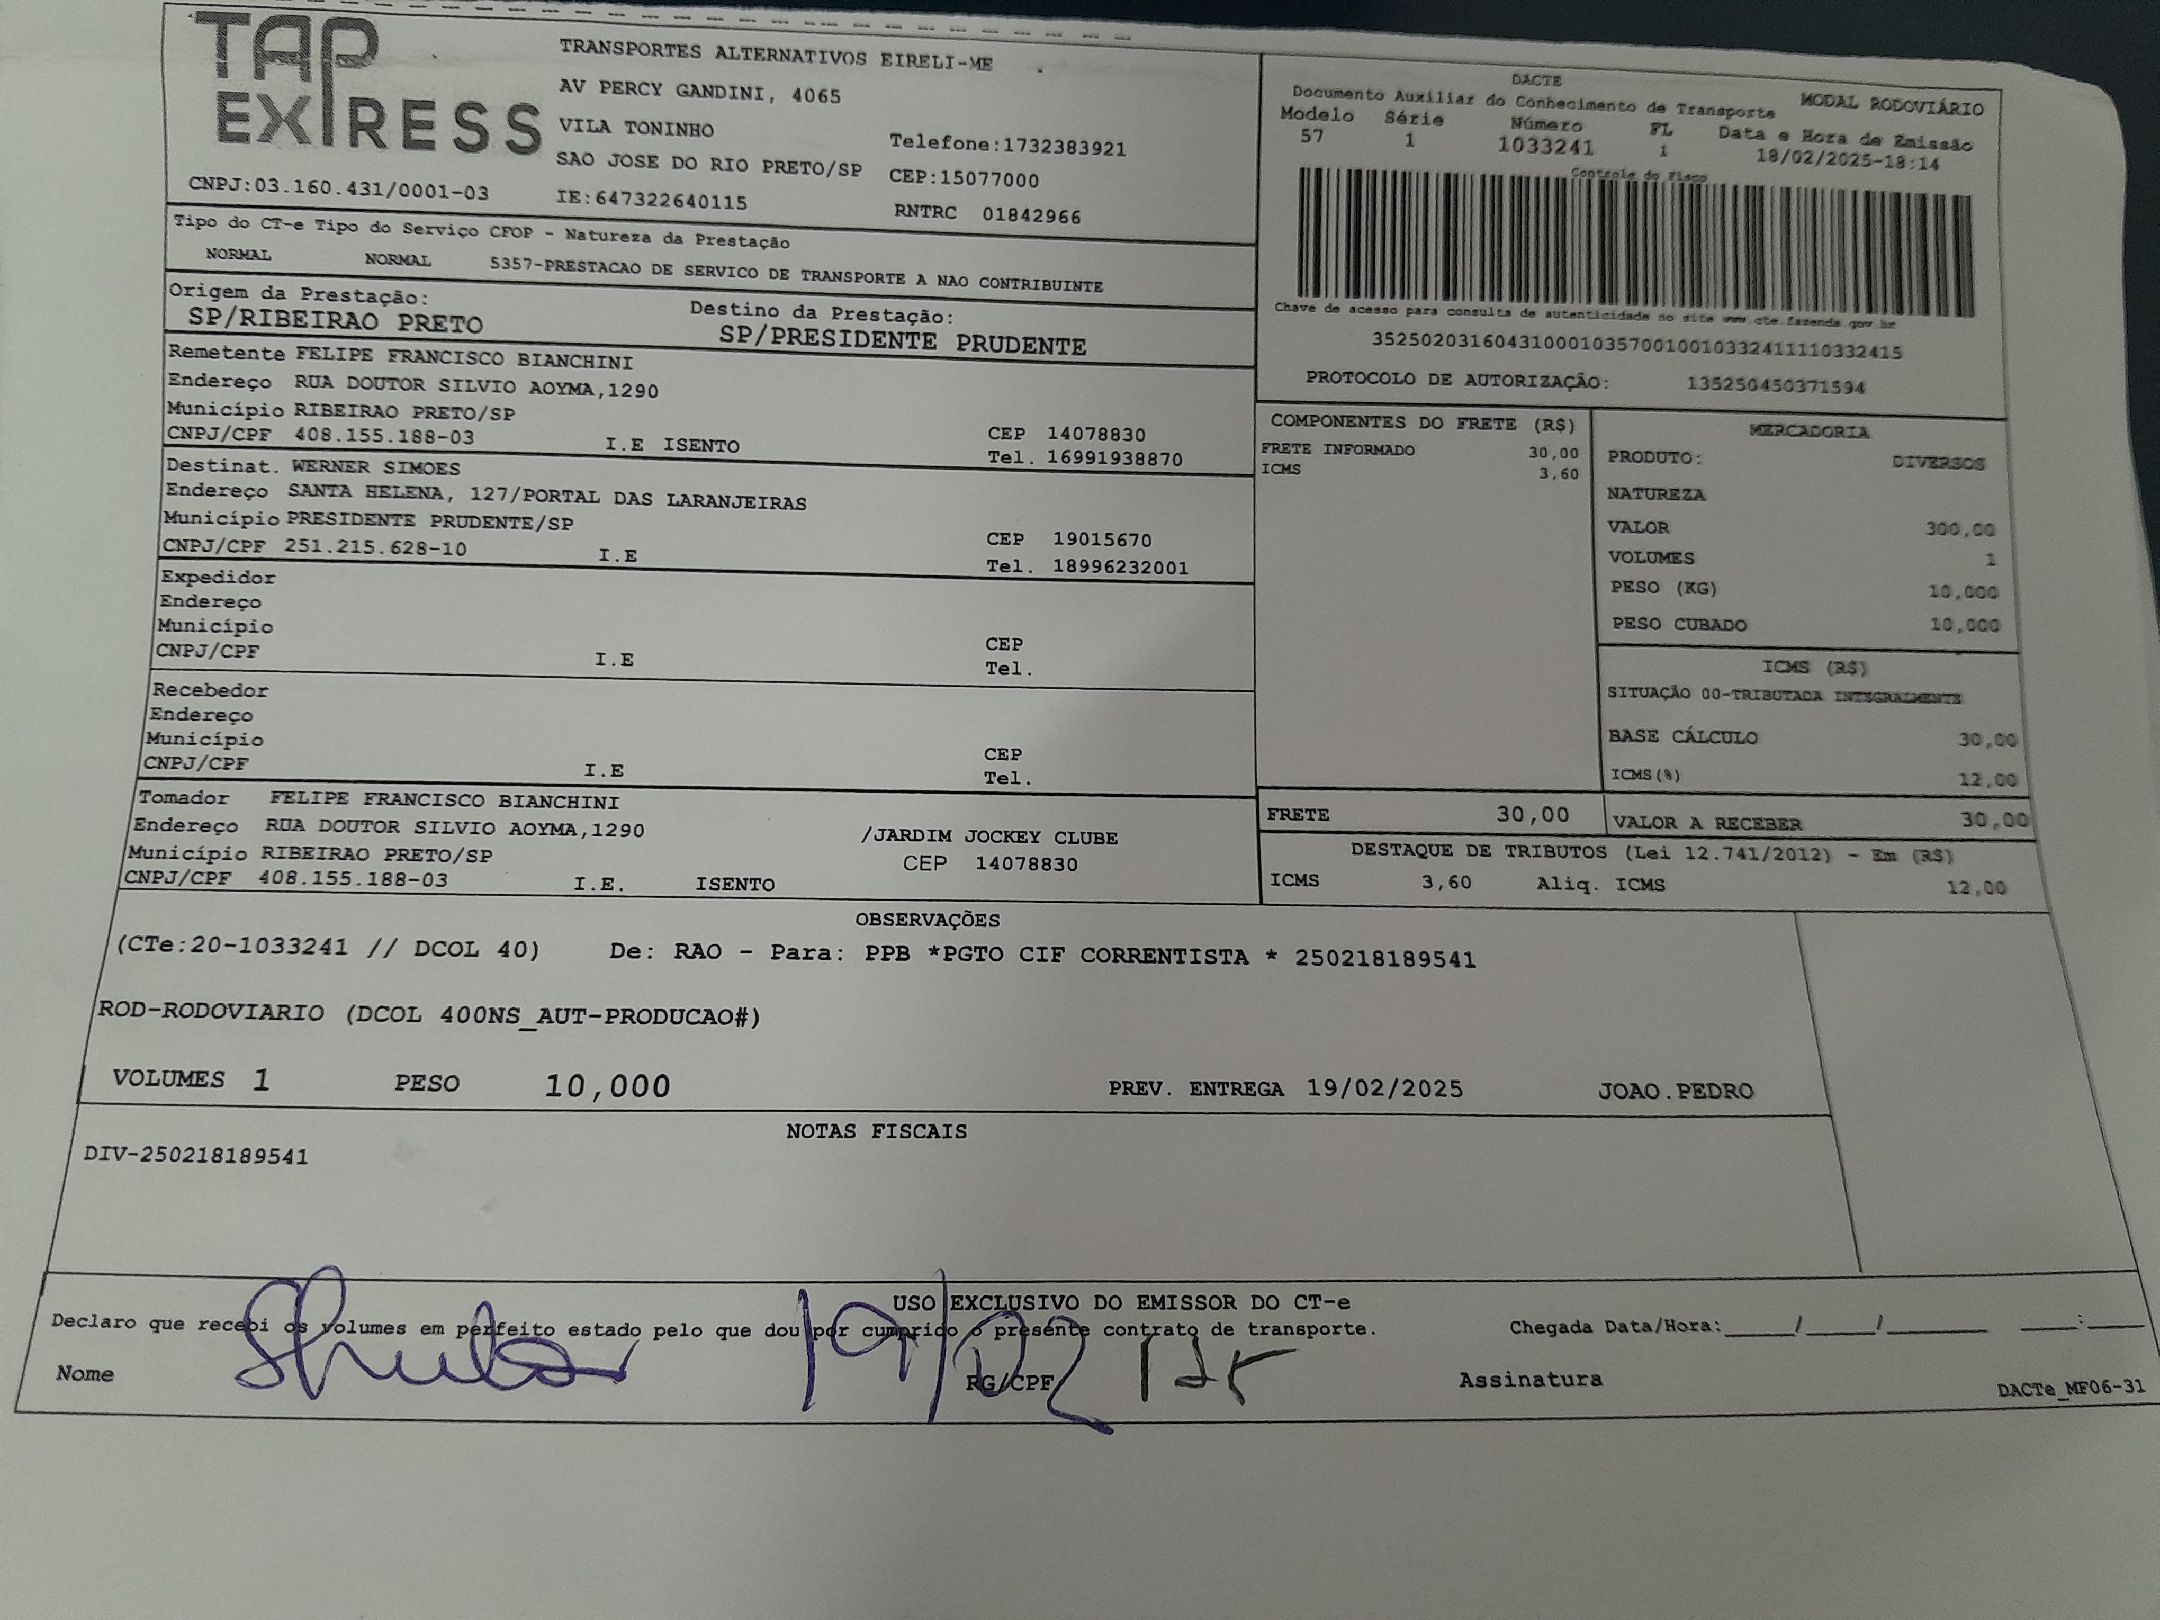 TAP EXPRESS
TRANSPORTES ALTERNATIVOS EIRELI-ME
AV PERCY GANDINI, 4065
VILA TONINHO
Telefone:1732383921
SAO JOSE DO RIO PRETO/SP CEP:15077000
CNPJ:03.160.431/0001-03 IE:647322640115 RNTRC 01842966
DACTE
Documento Auxiliar do Conhecimento de Transporte MODAL RODOVIÁRIO
Modelo Série Número FL Data e Hora de Emissão
57 1 1033241 1 18/02/2025-18:14
Controle do Fisco
Chave de acesso para consulta de autenticidade no site www.cte.fazenda.gov.br
35250203160431000103570010010332411110332415
PROTOCOLO DE AUTORIZAÇÃO: 135250450371594
Tipo do CT-e Tipo do Serviço CFOP - Natureza da Prestação
NORMAL NORMAL 5357-PRESTACAO DE SERVICO DE TRANSPORTE A NAO CONTRIBUINTE
Origem da Prestação: Destino da Prestação:
SP/RIBEIRAO PRETO SP/PRESIDENTE PRUDENTE
Remetente FELIPE FRANCISCO BIANCHINI
Endereço RUA DOUTOR SILVIO AOYMA,1290
Município RIBEIRAO PRETO/SP CEP 14078830
CNPJ/CPF 408.155.188-03 I.E ISENTO Tel. 16991938870
Destinat. WERNER SIMOES
Endereço SANTA HELENA, 127/PORTAL DAS LARANJEIRAS
Município PRESIDENTE PRUDENTE/SP CEP 19015670
CNPJ/CPF 251.215.628-10 I.E Tel. 18996232001
Expedidor
Endereço
Município CEP
CNPJ/CPF I.E Tel.
Recebedor
Endereço
Município CEP
CNPJ/CPF I.E Tel.
Tomador FELIPE FRANCISCO BIANCHINI
Endereço RUA DOUTOR SILVIO AOYMA,1290 /JARDIM JOCKEY CLUBE
Município RIBEIRAO PRETO/SP CEP 14078830
CNPJ/CPF 408.155.188-03 I.E. ISENTO
COMPONENTES DO FRETE (R$)
FRETE INFORMADO 30,00
ICMS 3,60
MERCADORIA
PRODUTO: DIVERSOS
NATUREZA
VALOR 300,00
VOLUMES 1
PESO (KG) 10,000
PESO CUBADO 10,000
ICMS (R$)
SITUAÇÃO 00-TRIBUTADA INTEGRALMENTE
BASE CÁLCULO 30,00
ICMS(%) 12,00
FRETE 30,00 VALOR A RECEBER 30,00
DESTAQUE DE TRIBUTOS (Lei 12.741/2012) - Em (R$)
ICMS 3,60 Aliq. ICMS 12,00
OBSERVAÇÕES
(CTe:20-1033241 // DCOL 40) De: RAO - Para: PPB *PGTO CIF CORRENTISTA * 250218189541
ROD-RODOVIARIO (DCOL 400NS_AUT-PRODUCAO#)
VOLUMES 1 PESO 10,000 PREV. ENTREGA 19/02/2025 JOAO.PEDRO
NOTAS FISCAIS
DIV-250218189541
USO EXCLUSIVO DO EMISSOR DO CT-e
Declaro que recebi os volumes em perfeito estado pelo que dou por cumprido o presente contrato de transporte. Chegada Data/Hora:____/____/______ ___:___
19/02
Nome RG/CPF Assinatura
DACTe_MF06-31